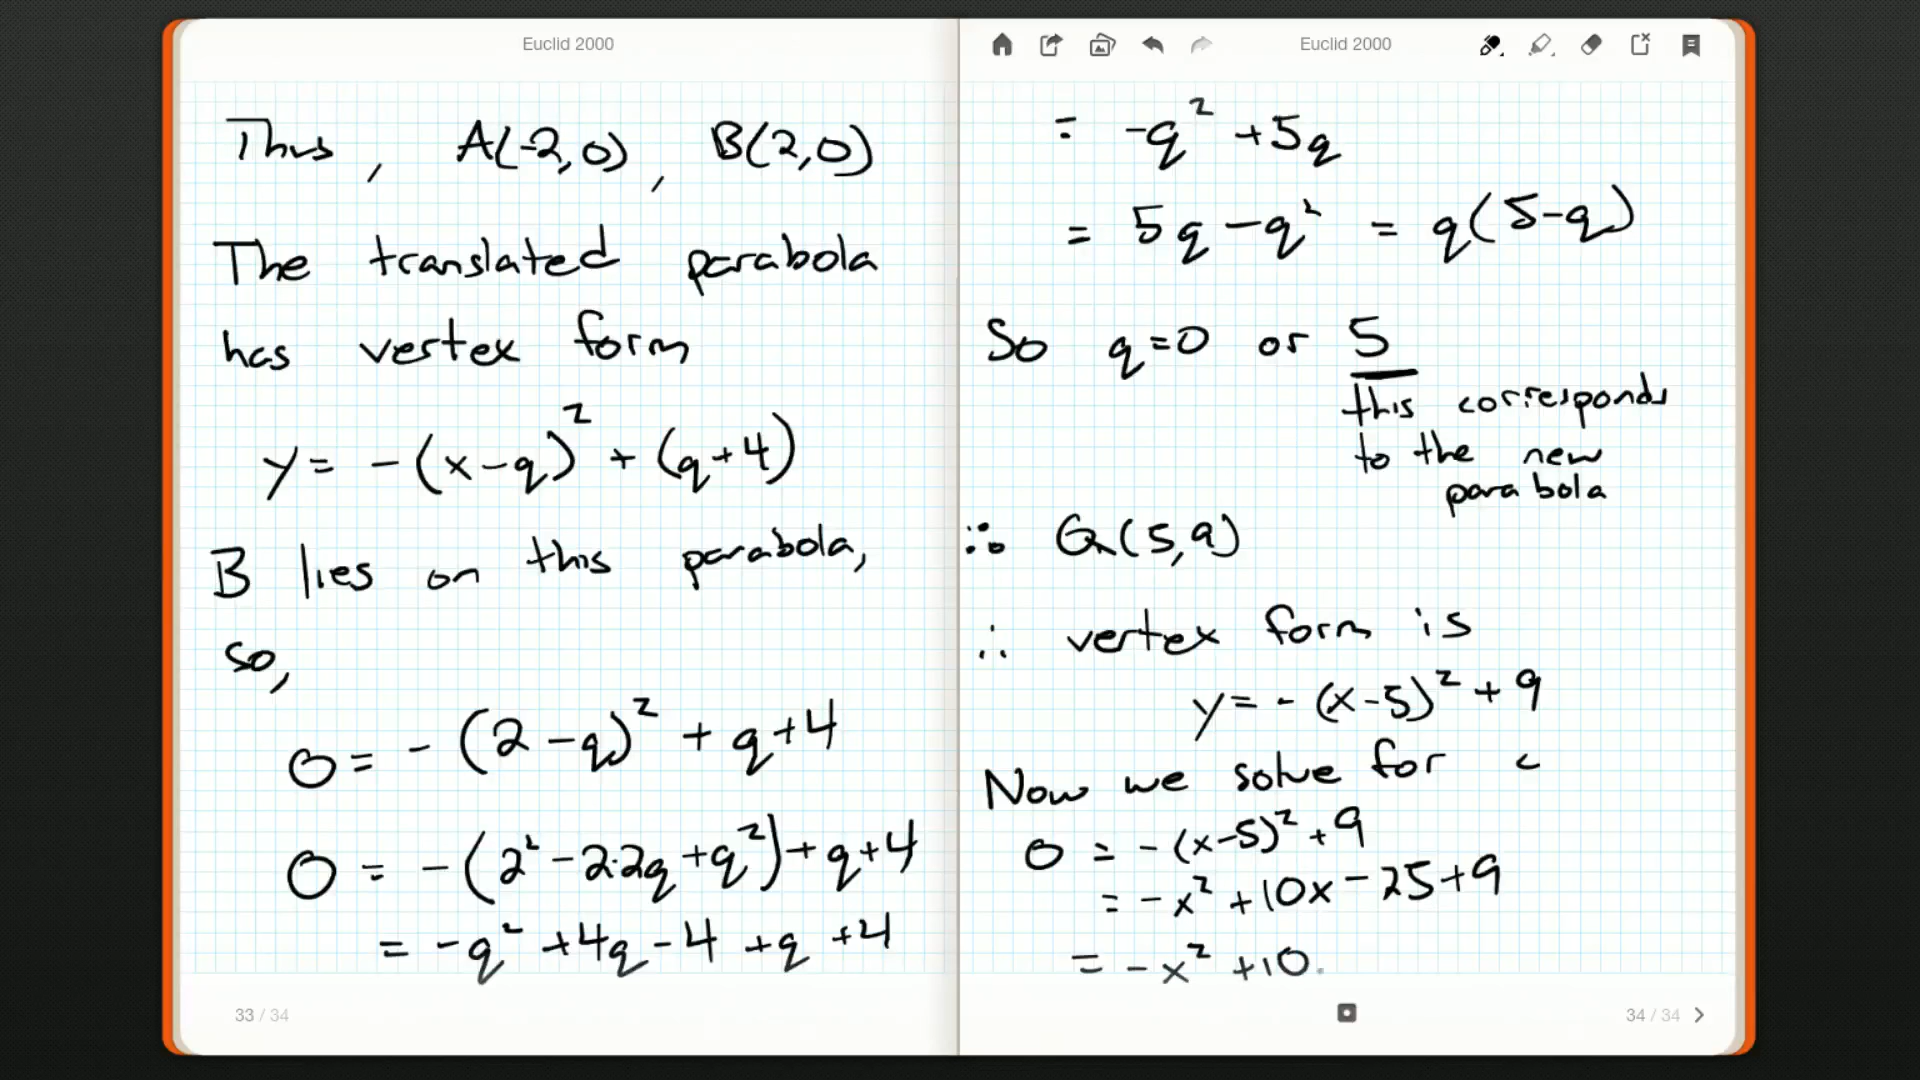 Euclid 2000
Thus, A(-2,0), B(2,0)
The translated parabola
has vertex form
y = -(x-q)² + (q+4)
B lies on this parabola,
so,
0 = -(2-q)² + q+4
0 = -(2² -2·2q +q²)+q+4
= -q² +4q -4 +q +4
33 / 34
Euclid 2000
= -q² +5q
= 5q - q² = q(5-q)
So q=0 or 5
this corresponds
to the new
parabola
∴ Q(5,9)
∴ vertex form is
y = -(x-5)² + 9
Now we solve for c
0 = -(x-5)² +9
= -x² +10x -25+9
= -x² +10
34 / 34